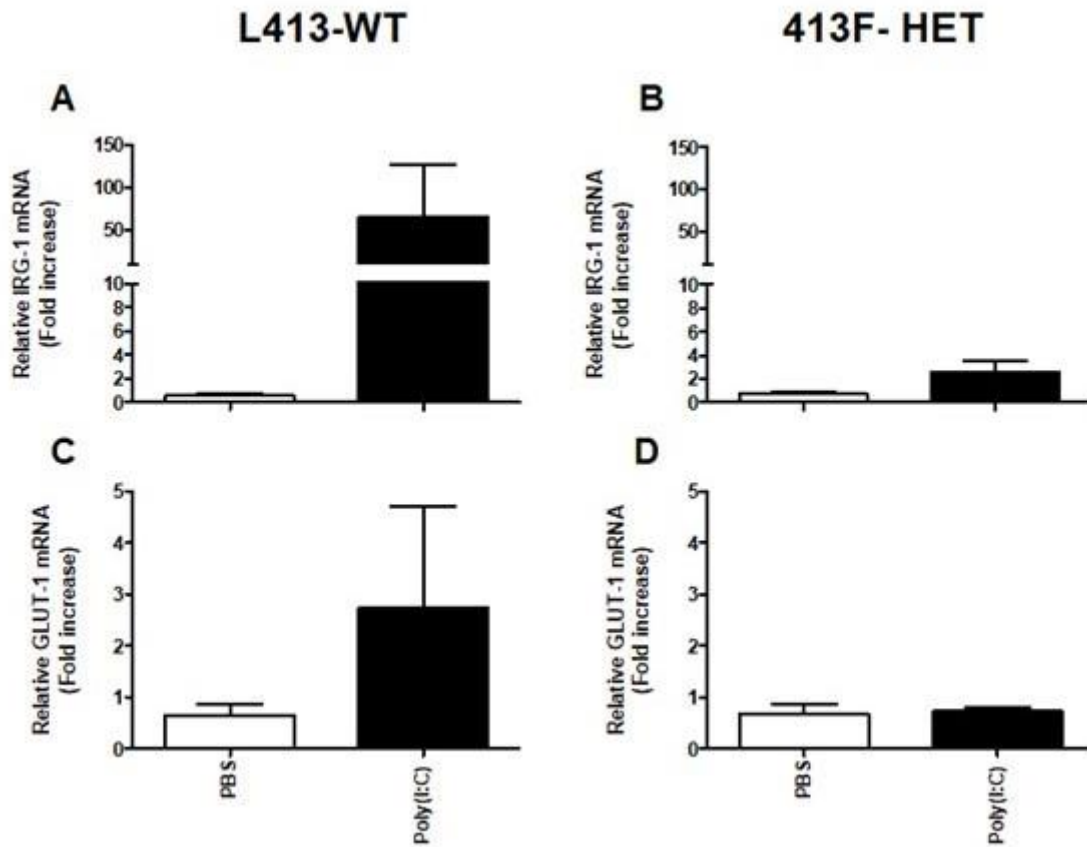 L413-WT
413F- HET
A
Relative IRG-1 mRNA
(Fold increase)
150
100
50
10
8
6
4
2
0
B
Relative IRG-1 mRNA
(Fold increase)
150
100
50
10
8
6
4
2
0
C
Relative GLUT-1 mRNA
(Fold increase)
5
4
3
2
1
0
PBS
Poly(I:C)
D
Relative GLUT-1 mRNA
(Fold increase)
5
4
3
2
1
0
PBS
Poly(I:C)